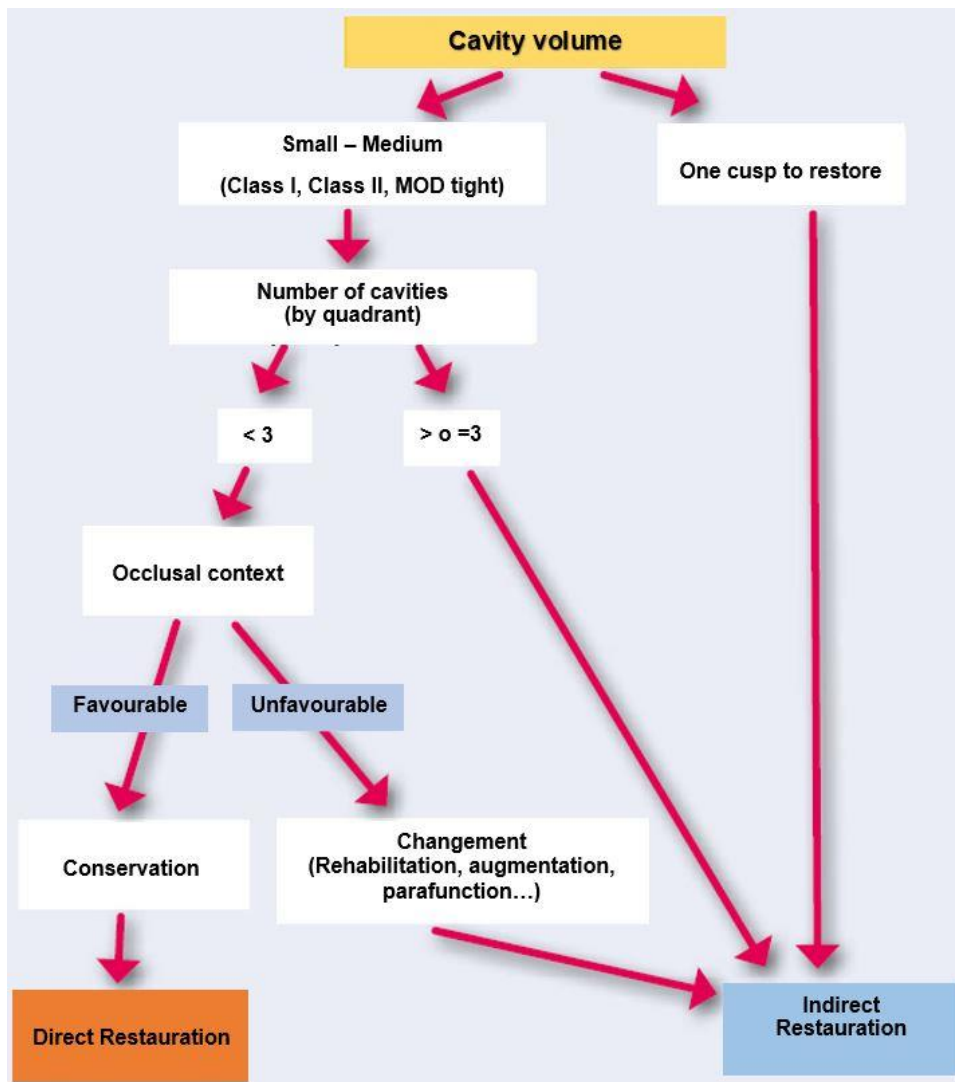 Cavity volume
Small – Medium
(Class I, Class II, MOD tight)
One cusp to restore
Number of cavities
(by quadrant)
< 3
> o =3
Occlusal context
Favourable
Unfavourable
Conservation
Changement
(Rehabilitation, augmentation,
parafunction…)
Direct Restauration
Indirect
Restauration